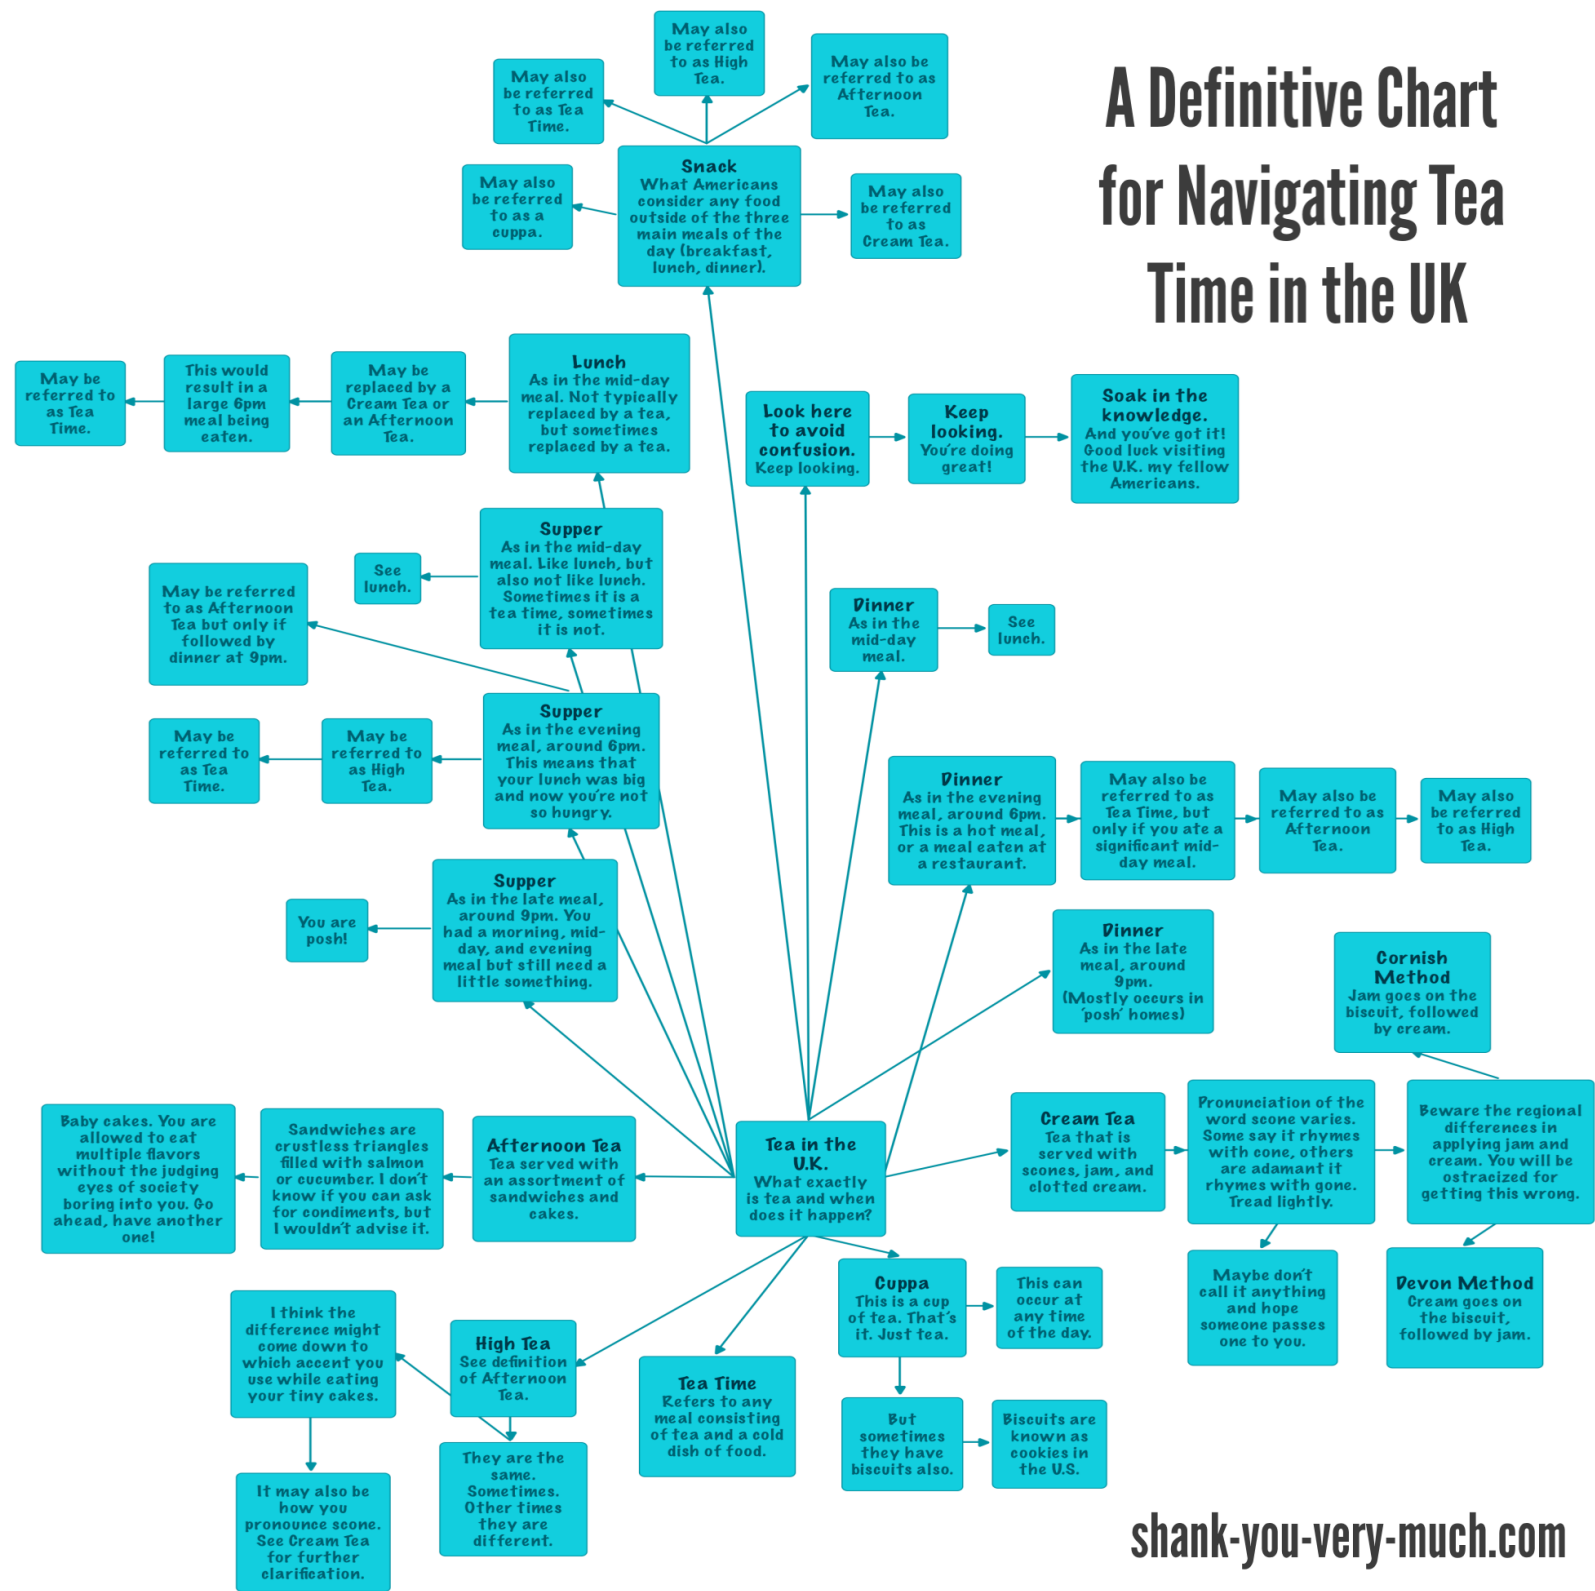 A Definitive Chart
for Navigating Tea
Time in the UK
May also
be referred
to as High
Tea.
May also
be referred
to as Tea
Time.
May also be
referred to as
Afternoon
Tea.
May also
be referred
to as a
cuppa.
Snack
What Americans
consider any food
outside of the three
main meals of the
day (breakfast,
lunch, dinner).
May also
be referred
to as
Cream Tea.
May be
referred to
as Tea
Time.
This would
result in a
large 6pm
meal being
eaten.
May be
replaced by a
Cream Tea or
an Afternoon
Tea.
Lunch
As in the mid-day
meal. Not typically
replaced by a tea,
but sometimes
replaced by a tea.
Look here
to avoid
confusion.
Keep looking.
Keep
looking.
You're doing
great!
Soak in the
knowledge.
And you've got it!
Good luck visiting
the U.K. my fellow
Americans.
See
lunch.
Supper
As in the mid-day
meal. Like lunch, but
also not like lunch.
Sometimes it is a
tea time, sometimes
it is not.
May be referred
to as Afternoon
Tea but only if
followed by
dinner at 9pm.
Dinner
As in the
mid-day
meal.
See
lunch.
May be
referred to
as Tea
Time.
May be
referred to
as High
Tea.
Supper
As in the evening
meal, around 6pm.
This means that
your lunch was big
and now you're not
so hungry.
Dinner
As in the evening
meal, around 6pm.
This is a hot meal,
or a meal eaten at
a restaurant.
May also be
referred to as
Tea Time, but
only if you ate a
significant mid-
day meal.
May also be
referred to as
Afternoon
Tea.
May also
be referred
to as High
Tea.
You are
posh!
Supper
As in the late meal,
around 9pm. You
had a morning, mid-
day, and evening
meal but still need a
little something.
Dinner
As in the late
meal, around
9pm.
(Mostly occurs in
'posh' homes)
Cornish
Method
Jam goes on the
biscuit, followed
by cream.
Baby cakes. You are
allowed to eat
multiple flavors
without the judging
eyes of society
boring into you. Go
ahead, have another
one!
Sandwiches are
crustless triangles
filled with salmon
or cucumber. I don't
know if you can ask
for condiments, but
I wouldn't advise it.
Afternoon Tea
Tea served with
an assortment of
sandwiches and
cakes.
Tea in the
U.K.
What exactly
is tea and when
does it happen?
Cream Tea
Tea that is
served with
scones, jam, and
clotted cream.
Pronunciation of the
word scone varies.
Some say it rhymes
with cone, others
are adamant it
rhymes with gone.
Tread lightly.
Beware the regional
differences in
applying jam and
cream. You will be
ostracized for
getting this wrong.
Maybe don't
call it anything
and hope
someone passes
one to you.
Devon Method
Cream goes on
the biscuit,
followed by jam.
I think the
difference might
come down to
which accent you
use while eating
your tiny cakes.
High Tea
See definition
of Afternoon
Tea.
Tea Time
Refers to any
meal consisting
of tea and a cold
dish of food.
Cuppa
This is a cup
of tea. That's
it. Just tea.
This can
occur at
any time
of the day.
It may also be
how you
pronounce scone.
See Cream Tea
for further
clarification.
They are the
same.
Sometimes.
Other times
they are
different.
But
sometimes
they have
biscuits also.
Biscuits are
known as
cookies in
the U.S.
shank-you-very-much.com